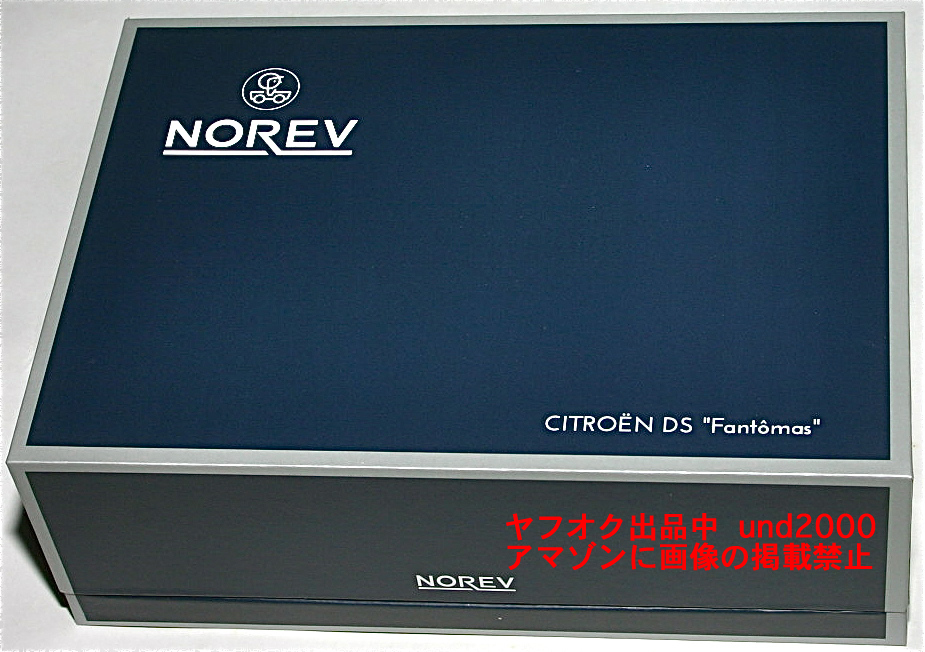 NOREV
CITROËN DS "Fantômas"
ヤフオク出品中 und2000
アマゾンに画像の掲載禁止
NOREV